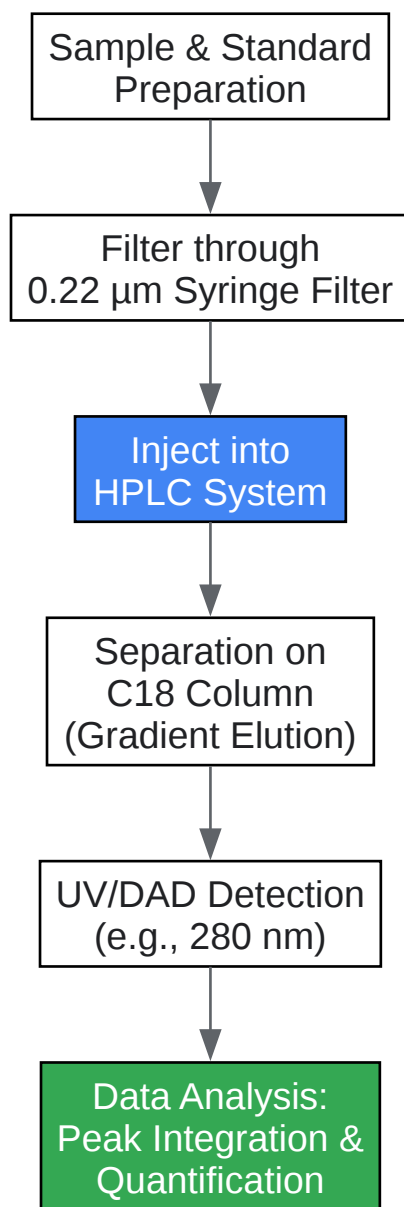 Sample & Standard
Preparation
Filter through
0.22 µm Syringe Filter
Inject into
HPLC System
Separation on
C18 Column
(Gradient Elution)
UV/DAD Detection
(e.g., 280 nm)
Data Analysis:
Peak Integration &
Quantification